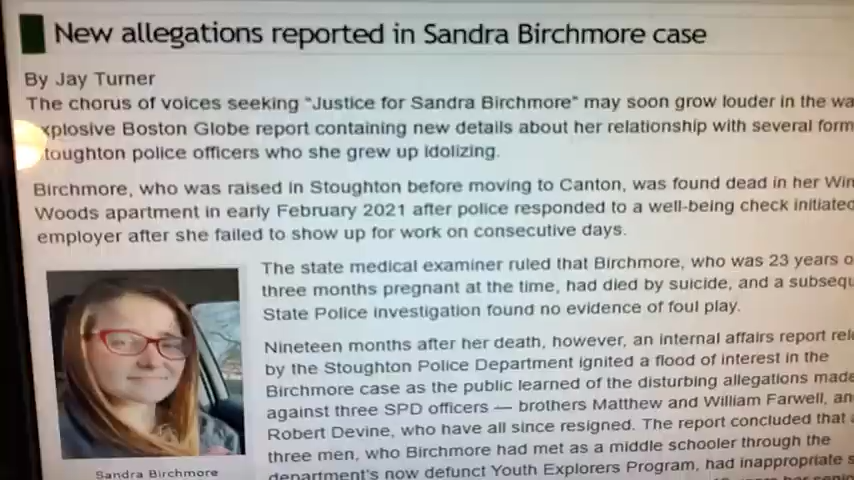 New allegations reported in Sandra Birchmore case
By Jay Turner
The chorus of voices seeking "Justice for Sandra Birchmore" may soon grow louder in the wa
xplosive Boston Globe report containing new details about her relationship with several form
toughton police officers who she grew up idolizing.
Birchmore, who was raised in Stoughton before moving to Canton, was found dead in her Win
Woods apartment in early February 2021 after police responded to a well-being check initiated
employer after she failed to show up for work on consecutive days.
The state medical examiner ruled that Birchmore, who was 23 years o
three months pregnant at the time, had died by suicide, and a subsequ
State Police investigation found no evidence of foul play.
Nineteen months after her death, however, an internal affairs report rele
by the Stoughton Police Department ignited a flood of interest in the
Birchmore case as the public learned of the disturbing allegations made
against three SPD officers — brothers Matthew and William Farwell, an
Robert Devine, who have all since resigned. The report concluded that a
three men, who Birchmore had met as a middle schooler through the
department's now defunct Youth Explorers Program, had inappropriate s
Sandra Birchmore